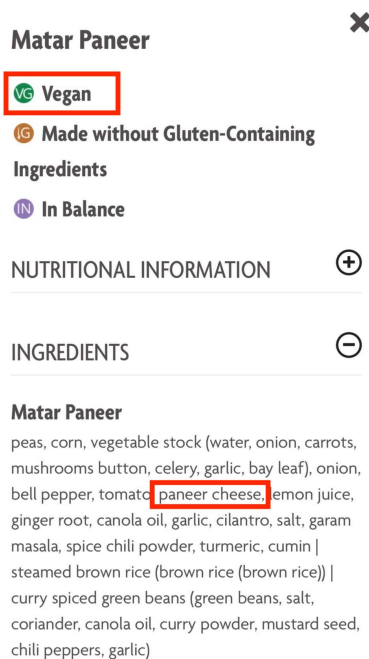 Matar Paneer
VG Vegan
IG Made without Gluten-Containing
Ingredients
IN In Balance
NUTRITIONAL INFORMATION
INGREDIENTS
Matar Paneer
peas, corn, vegetable stock (water, onion, carrots,
mushrooms button, celery, garlic, bay leaf), onion,
bell pepper, tomato, paneer cheese, lemon juice,
ginger root, canola oil, garlic, cilantro, salt, garam
masala, spice chili powder, turmeric, cumin |
steamed brown rice (brown rice (brown rice)) |
curry spiced green beans (green beans, salt,
coriander, canola oil, curry powder, mustard seed,
chili peppers, garlic)